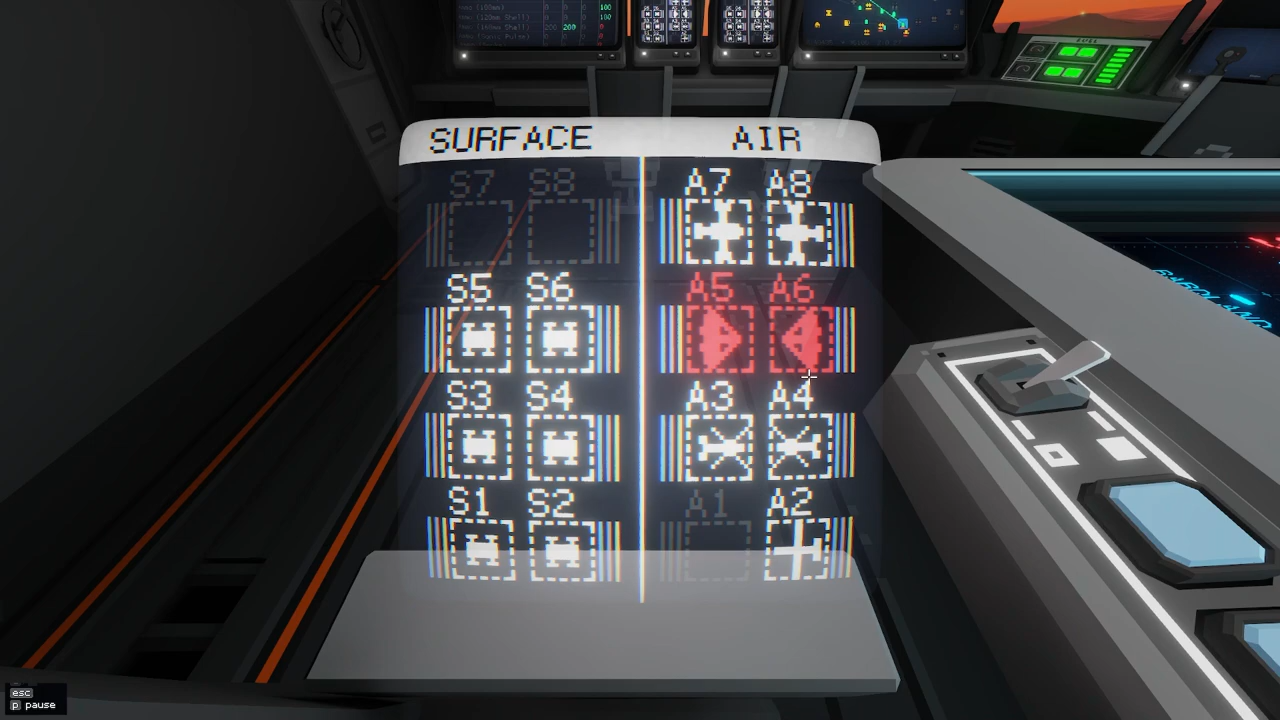 SURFACE AIR
S7 S8 A7 A8
S5 S6 A5 A6
S3 S4 A3 A4
S1 S2 A1 A2
esc
p pause